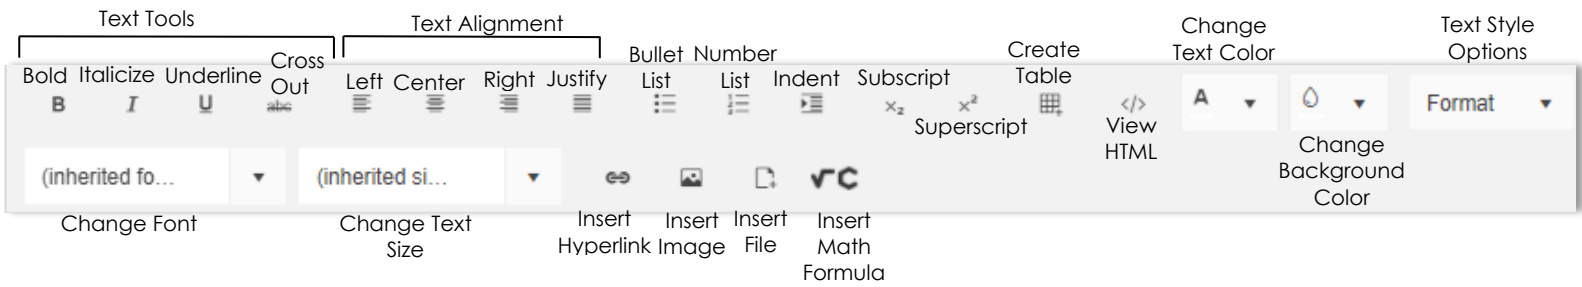 Text Tools
Text Alignment
Change
Text Color
Text Style
Options
Bold Italicize Underline Cross
Out
Left Center Right Justify
Bullet
List
Number
List
Indent
Subscript
Superscript
Create
Table
View
HTML
B I U abc
x₂ x² </> A
Format
Change
Background
Color
(inherited fo...
(inherited si...
√C
Change Font
Change Text
Size
Insert
Hyperlink
Insert
Image
Insert
File
Insert
Math
Formula